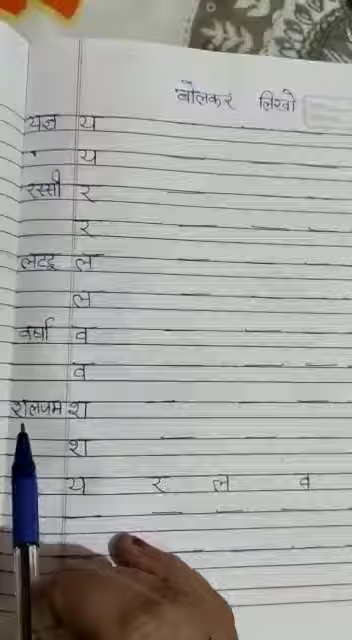 बोलकर लिखो
यज्ञ य
य
रस्सी र
र
लट्टू ल
ल
वर्षा व
व
शलजम श
श
य र ल व